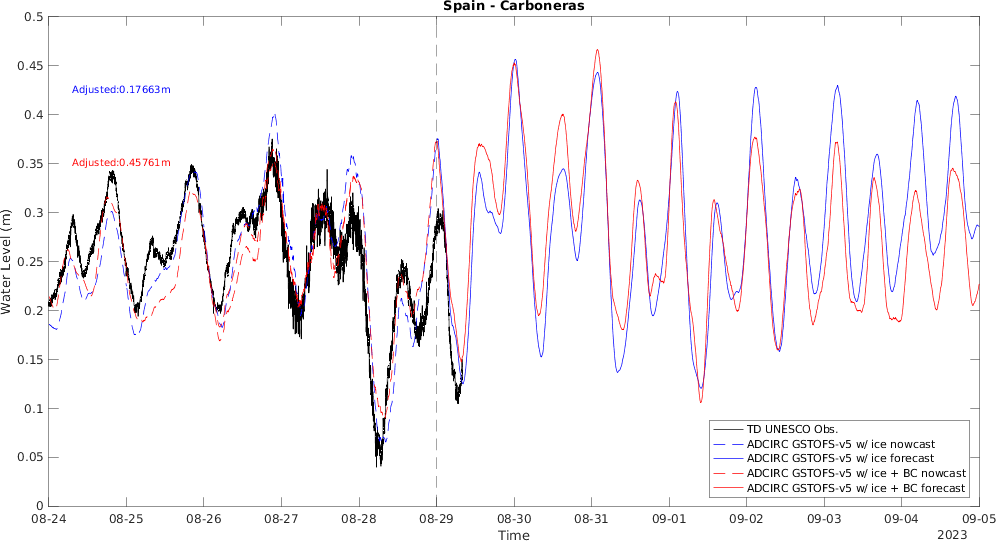 Spain - Carboneras
0.5
0.45
0.4
0.35
0.3
0.25
0.2
0.15
0.1
0.05
0
Water Level (m)
Adjusted:0.17663m
Adjusted:0.45761m
TD UNESCO Obs.
ADCIRC GSTOFS-v5 w/ ice nowcast
ADCIRC GSTOFS-v5 w/ ice forecast
ADCIRC GSTOFS-v5 w/ ice + BC nowcast
ADCIRC GSTOFS-v5 w/ ice + BC forecast
08-24 08-25 08-26 08-27 08-28 08-29 08-30 08-31 09-01 09-02 09-03 09-04 09-05
Time
2023